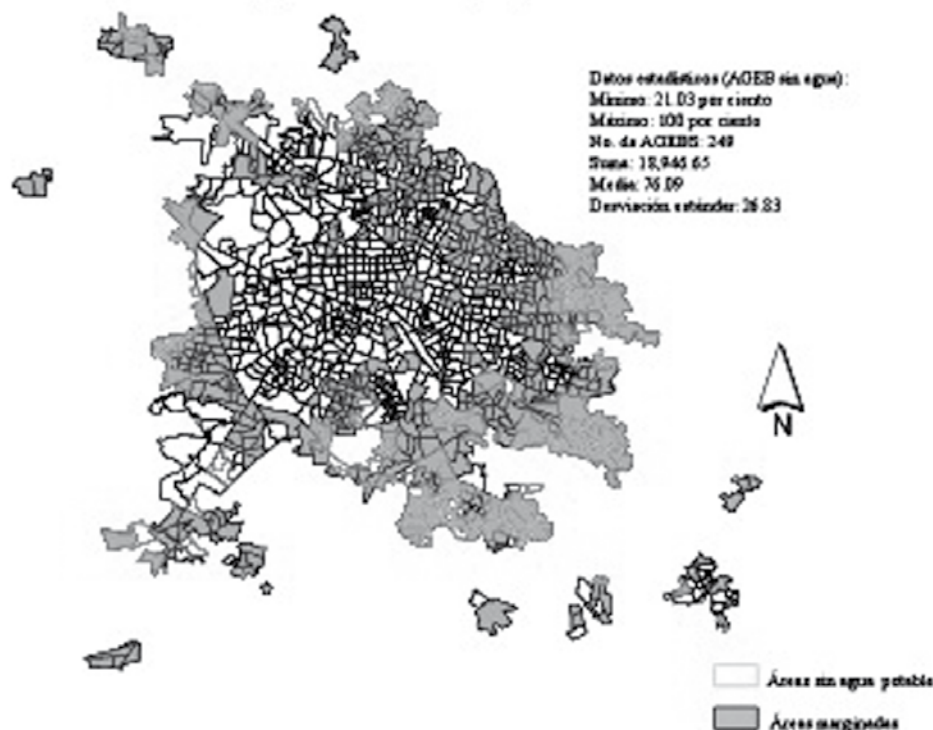 Datos estadísticos (AGEB sin agua):
Mínimo: 21.03 por ciento
Máximo: 100 por ciento
No. de AGEBS: 249
Suma: 18,946.65
Media: 76.09
Desviación estándar: 26.83
N
Áreas sin agua potable
Áreas marginadas